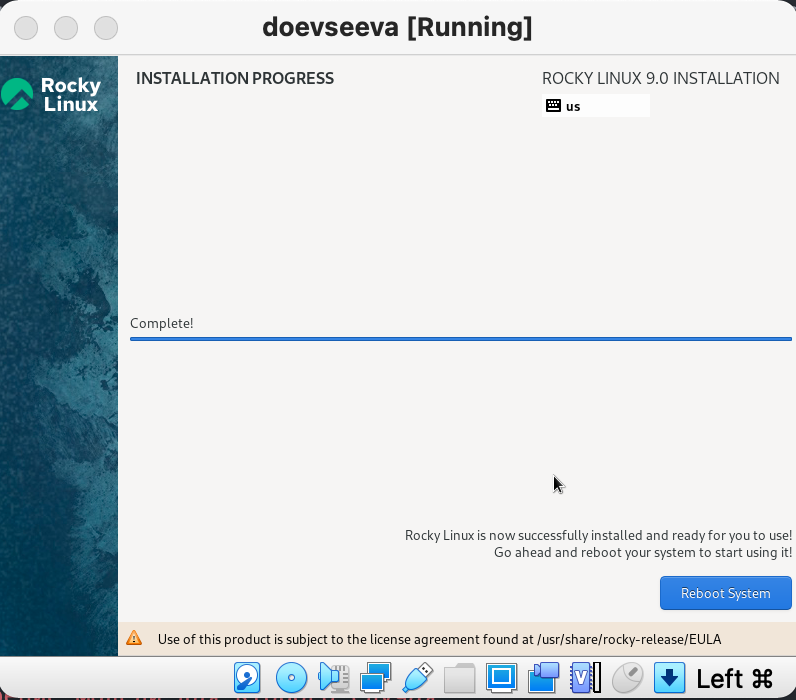 doevseeva [Running]
Rocky
Linux
INSTALLATION PROGRESS
ROCKY LINUX 9.0 INSTALLATION
us
Complete!
Rocky Linux is now successfully installed and ready for you to use!
Go ahead and reboot your system to start using it!
Reboot System
Use of this product is subject to the license agreement found at /usr/share/rocky-release/EULA
V
Left ⌘